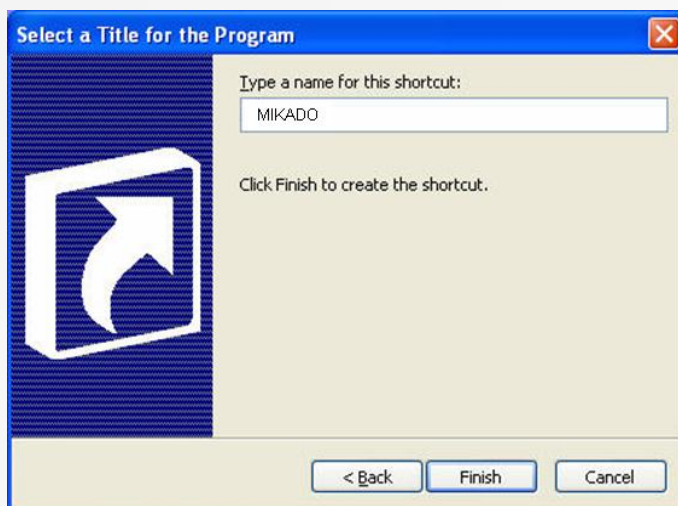 Select a Title for the Program
Type a name for this shortcut:
MIKADO
Click Finish to create the shortcut.
< Back
Finish
Cancel